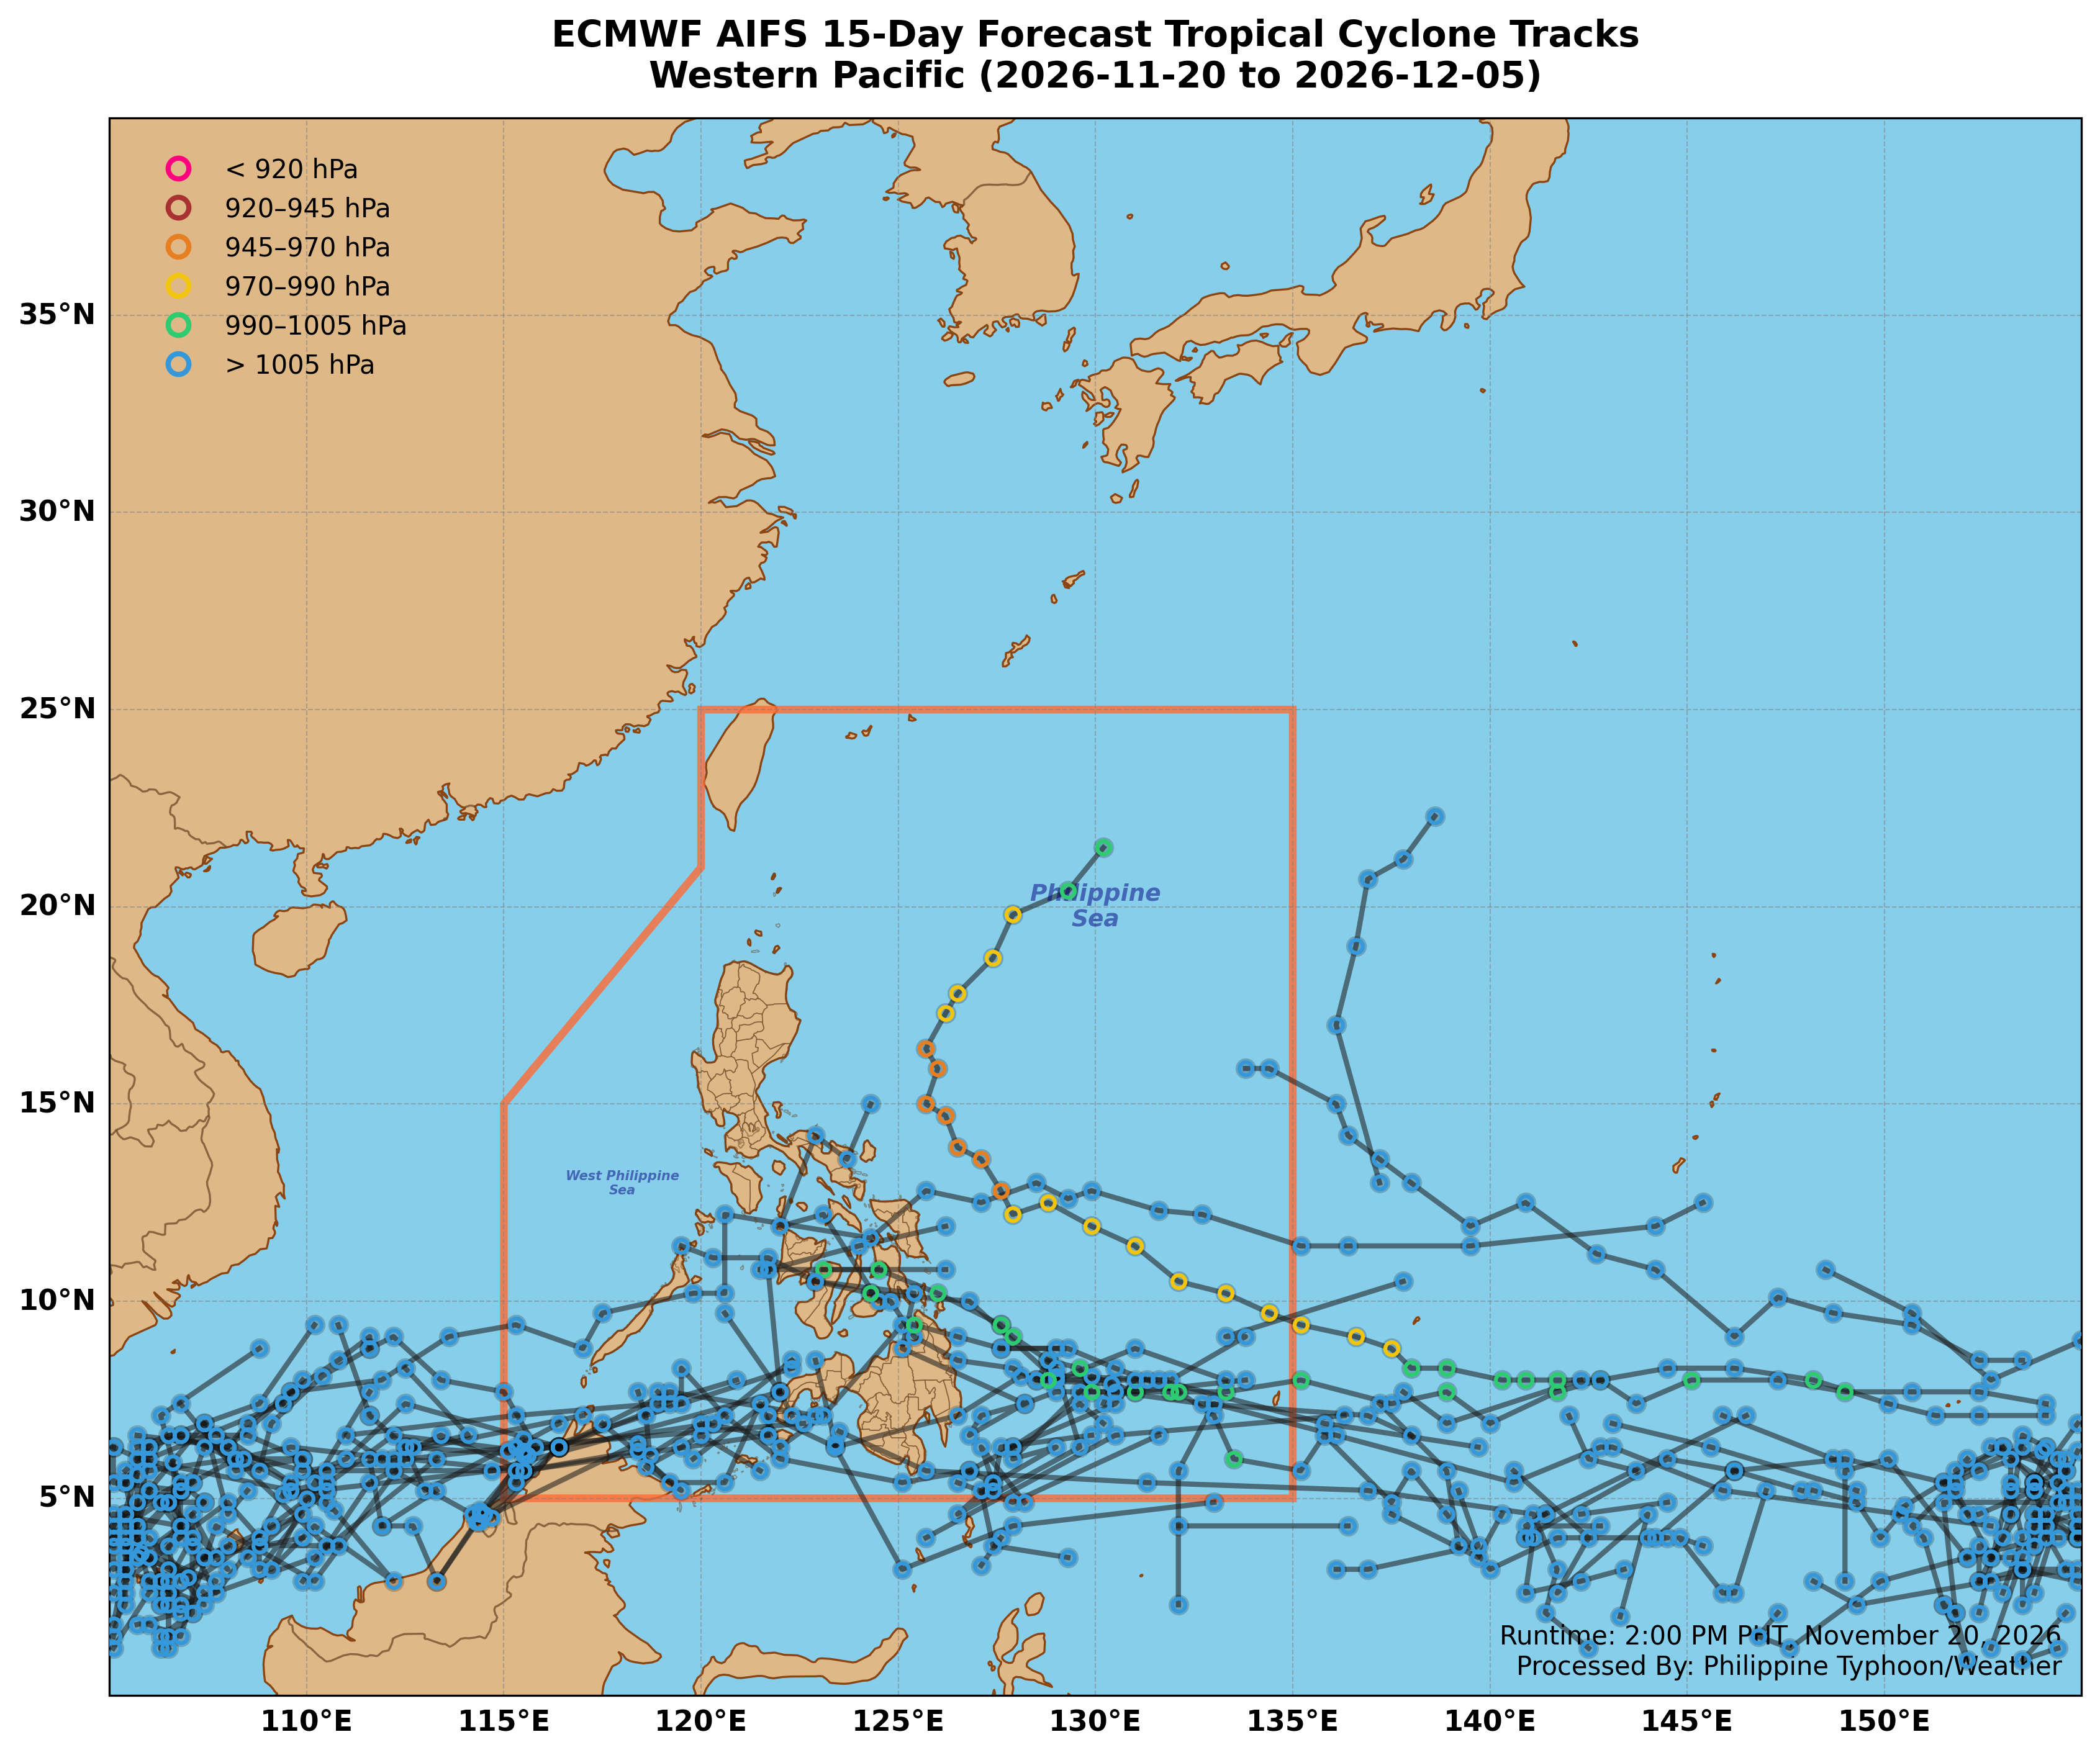 ECMWF AIFS 15-Day Forecast Tropical Cyclone Tracks
Western Pacific (2026-11-20 to 2026-12-05)
< 920 hPa
920–945 hPa
945–970 hPa
970–990 hPa
990–1005 hPa
> 1005 hPa
35°N
30°N
25°N
20°N
15°N
10°N
5°N
Philippine
Sea
West Philippine
Sea
Runtime: 2:00 PM PHT, November 20, 2026
Processed By: Philippine Typhoon/Weather
110°E
115°E
120°E
125°E
130°E
135°E
140°E
145°E
150°E